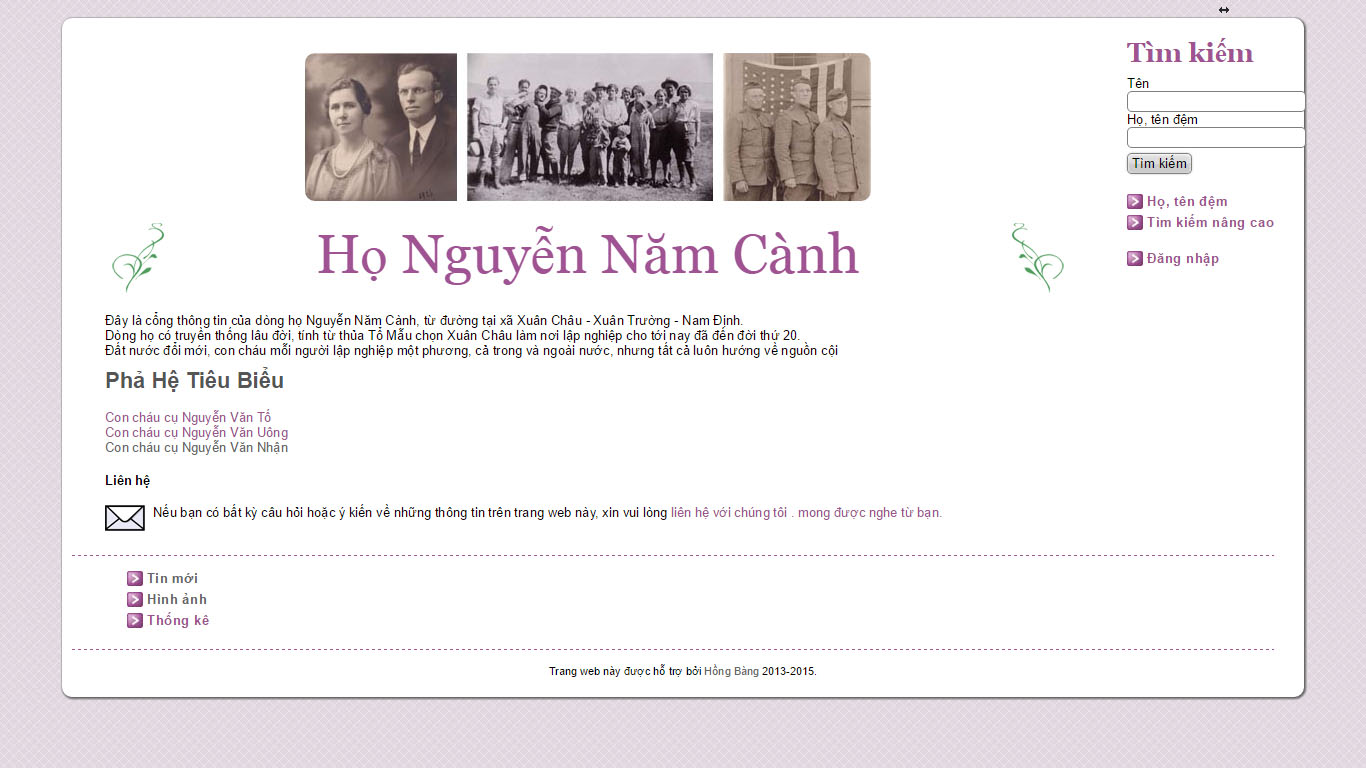 Tìm kiếm
Tên
Họ, tên đệm
Tìm kiếm
Họ, tên đệm
Tìm kiếm nâng cao
Đăng nhập
1921
Họ Nguyễn Năm Cành
Đây là cổng thông tin của dòng họ Nguyễn Năm Cành, từ đường tại xã Xuân Châu - Xuân Trường - Nam Định.
Dòng họ có truyền thống lâu đời, tính từ thủa Tổ Mẫu chọn Xuân Châu làm nơi lập nghiệp cho tới nay đã đến đời thứ 20.
Đất nước đổi mới, con cháu mỗi người lập nghiệp một phương, cả trong và ngoài nước, nhưng tất cả luôn hướng về nguồn cội
Phả Hệ Tiêu Biểu
Con cháu cụ Nguyễn Văn Tố
Con cháu cụ Nguyễn Văn Uông
Con cháu cụ Nguyễn Văn Nhận
Liên hệ
Nếu bạn có bất kỳ câu hỏi hoặc ý kiến về những thông tin trên trang web này, xin vui lòng liên hệ với chúng tôi . mong được nghe từ bạn.
Tin mới
Hình ảnh
Thống kê
Trang web này được hỗ trợ bởi Hồng Bàng 2013-2015.